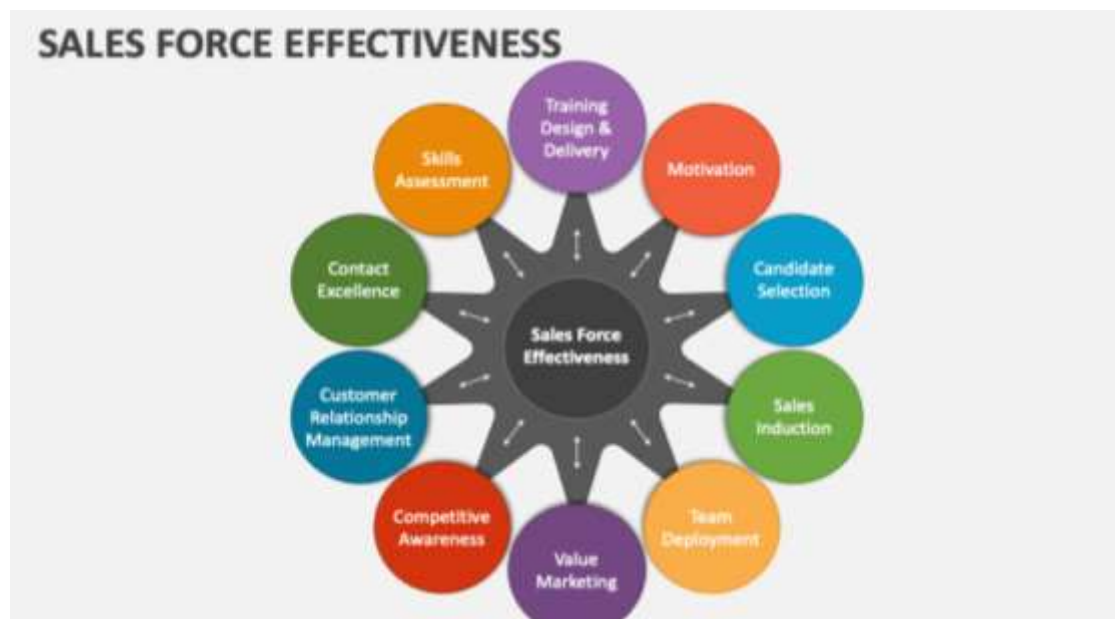 SALES FORCE EFFECTIVENESS
Training
Design &
Delivery
Motivation
Candidate
Selection
Sales
Induction
Team
Deployment
Value
Marketing
Competitive
Awareness
Customer
Relationship
Management
Contact
Excellence
Skills
Assessment
Sales Force
Effectiveness